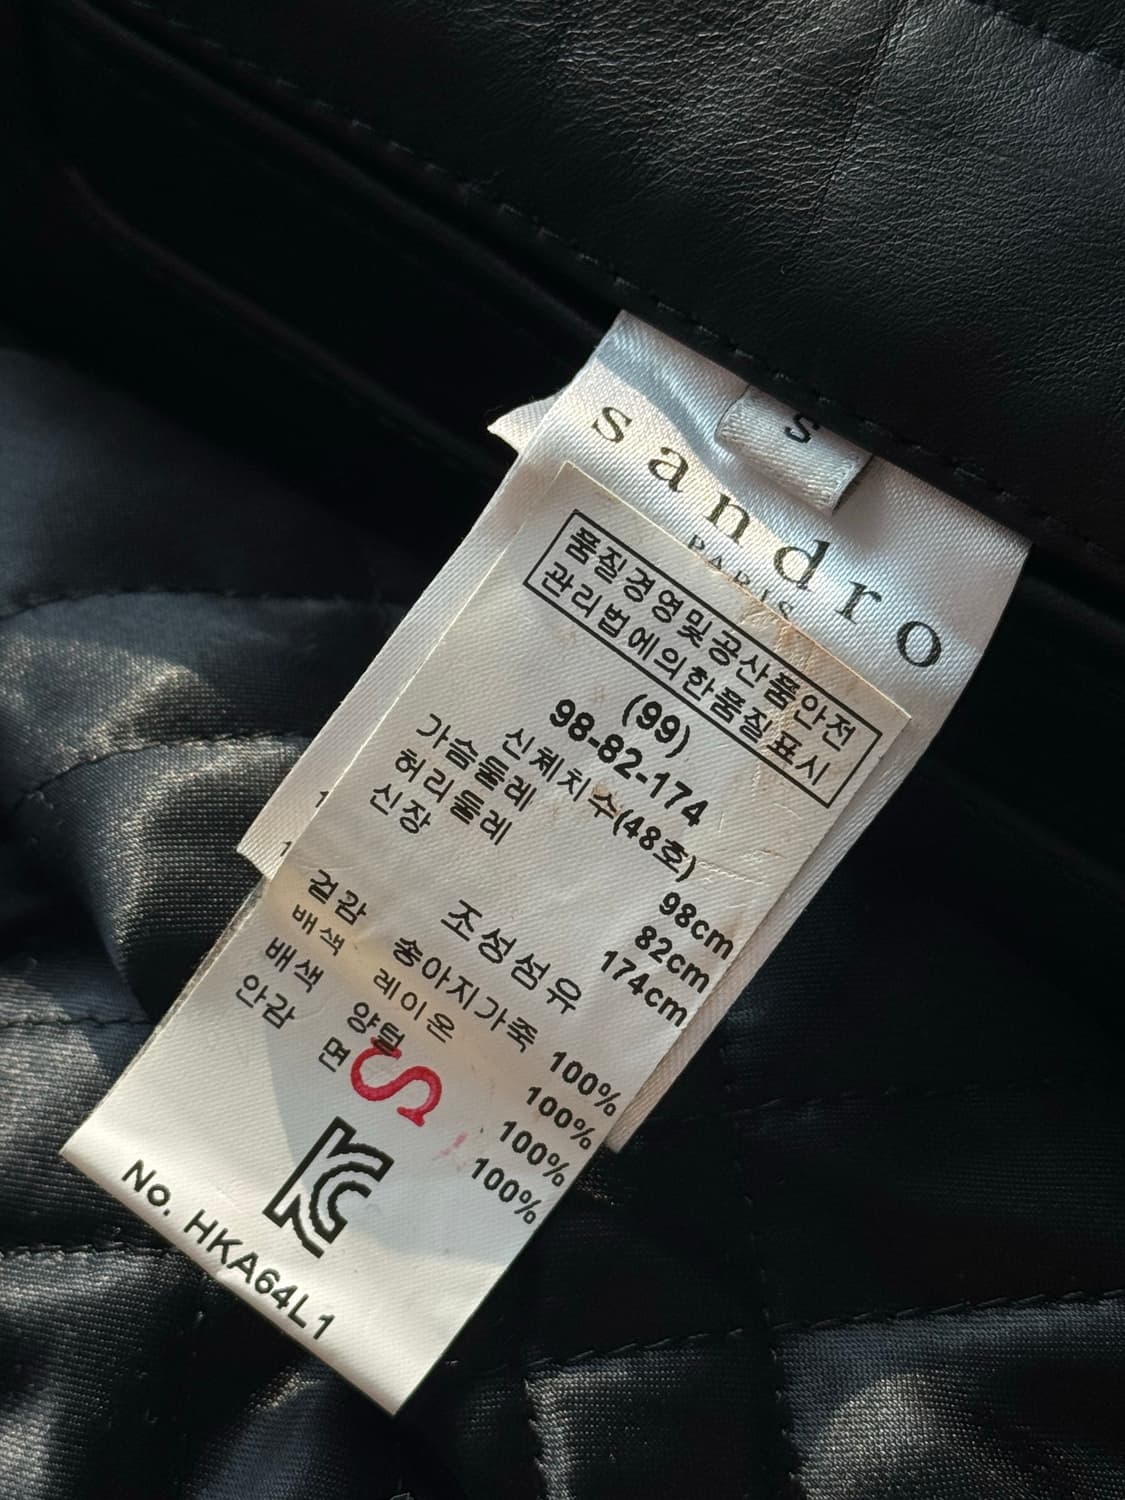 S
sandro
PARIS
품질경영및공산품안전
관리법에의한품질표시
(99)
98-82-174
신체치수(48호)
가슴둘레 98cm
허리둘레 82cm
신장 174cm
조성섬유
겉감 송아지가죽 100%
배색 레이온 100%
배색 양털 100%
안감 면 100%
S
KC
No. HKA64L1